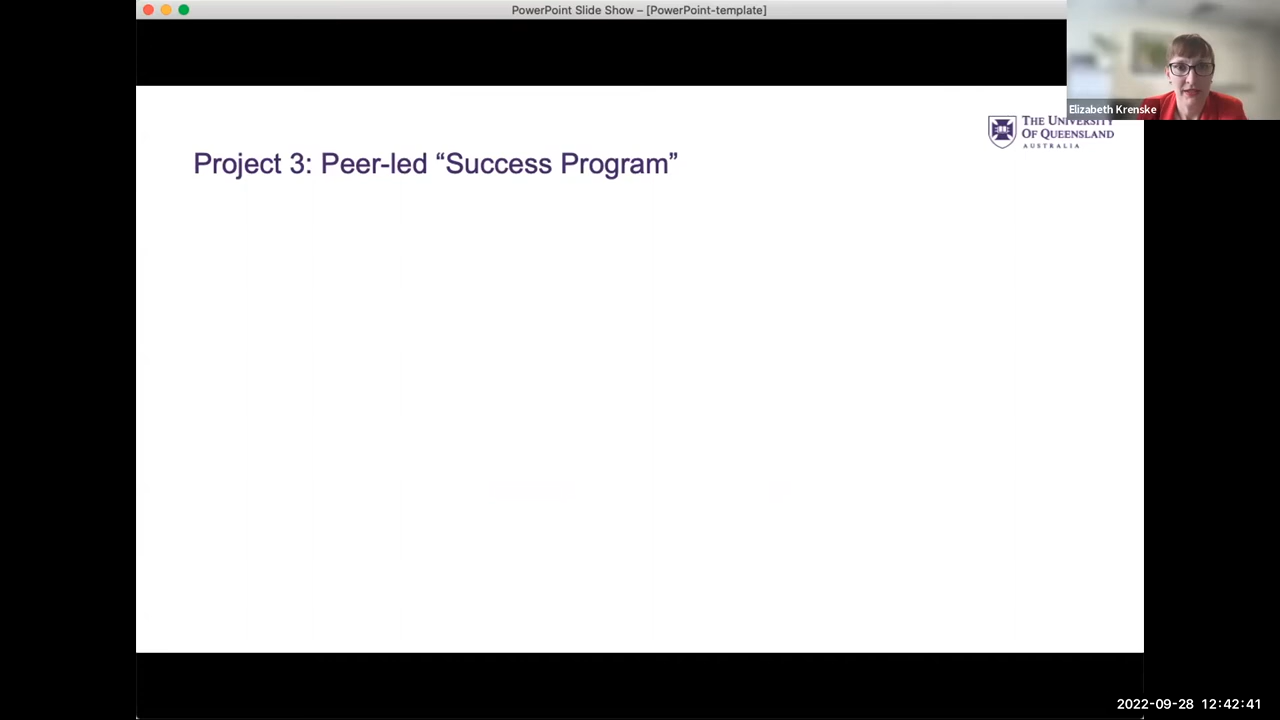 PowerPoint Slide Show – [PowerPoint-template]
Elizabeth Krenske
THE UNIVERSITY
OF QUEENSLAND
AUSTRALIA
Project 3: Peer-led “Success Program”
2022-09-28 12:42:41